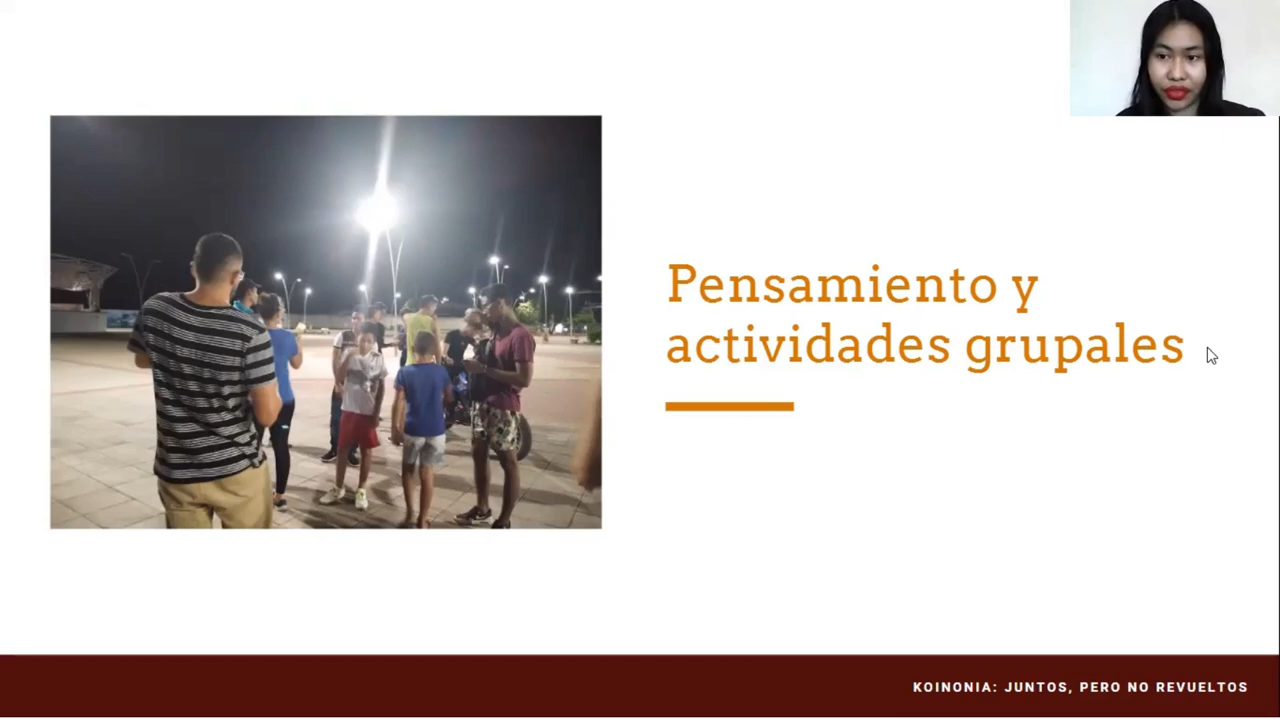 Pensamiento y
actividades grupales
KOINONIA: JUNTOS, PERO NO REVUELTOS